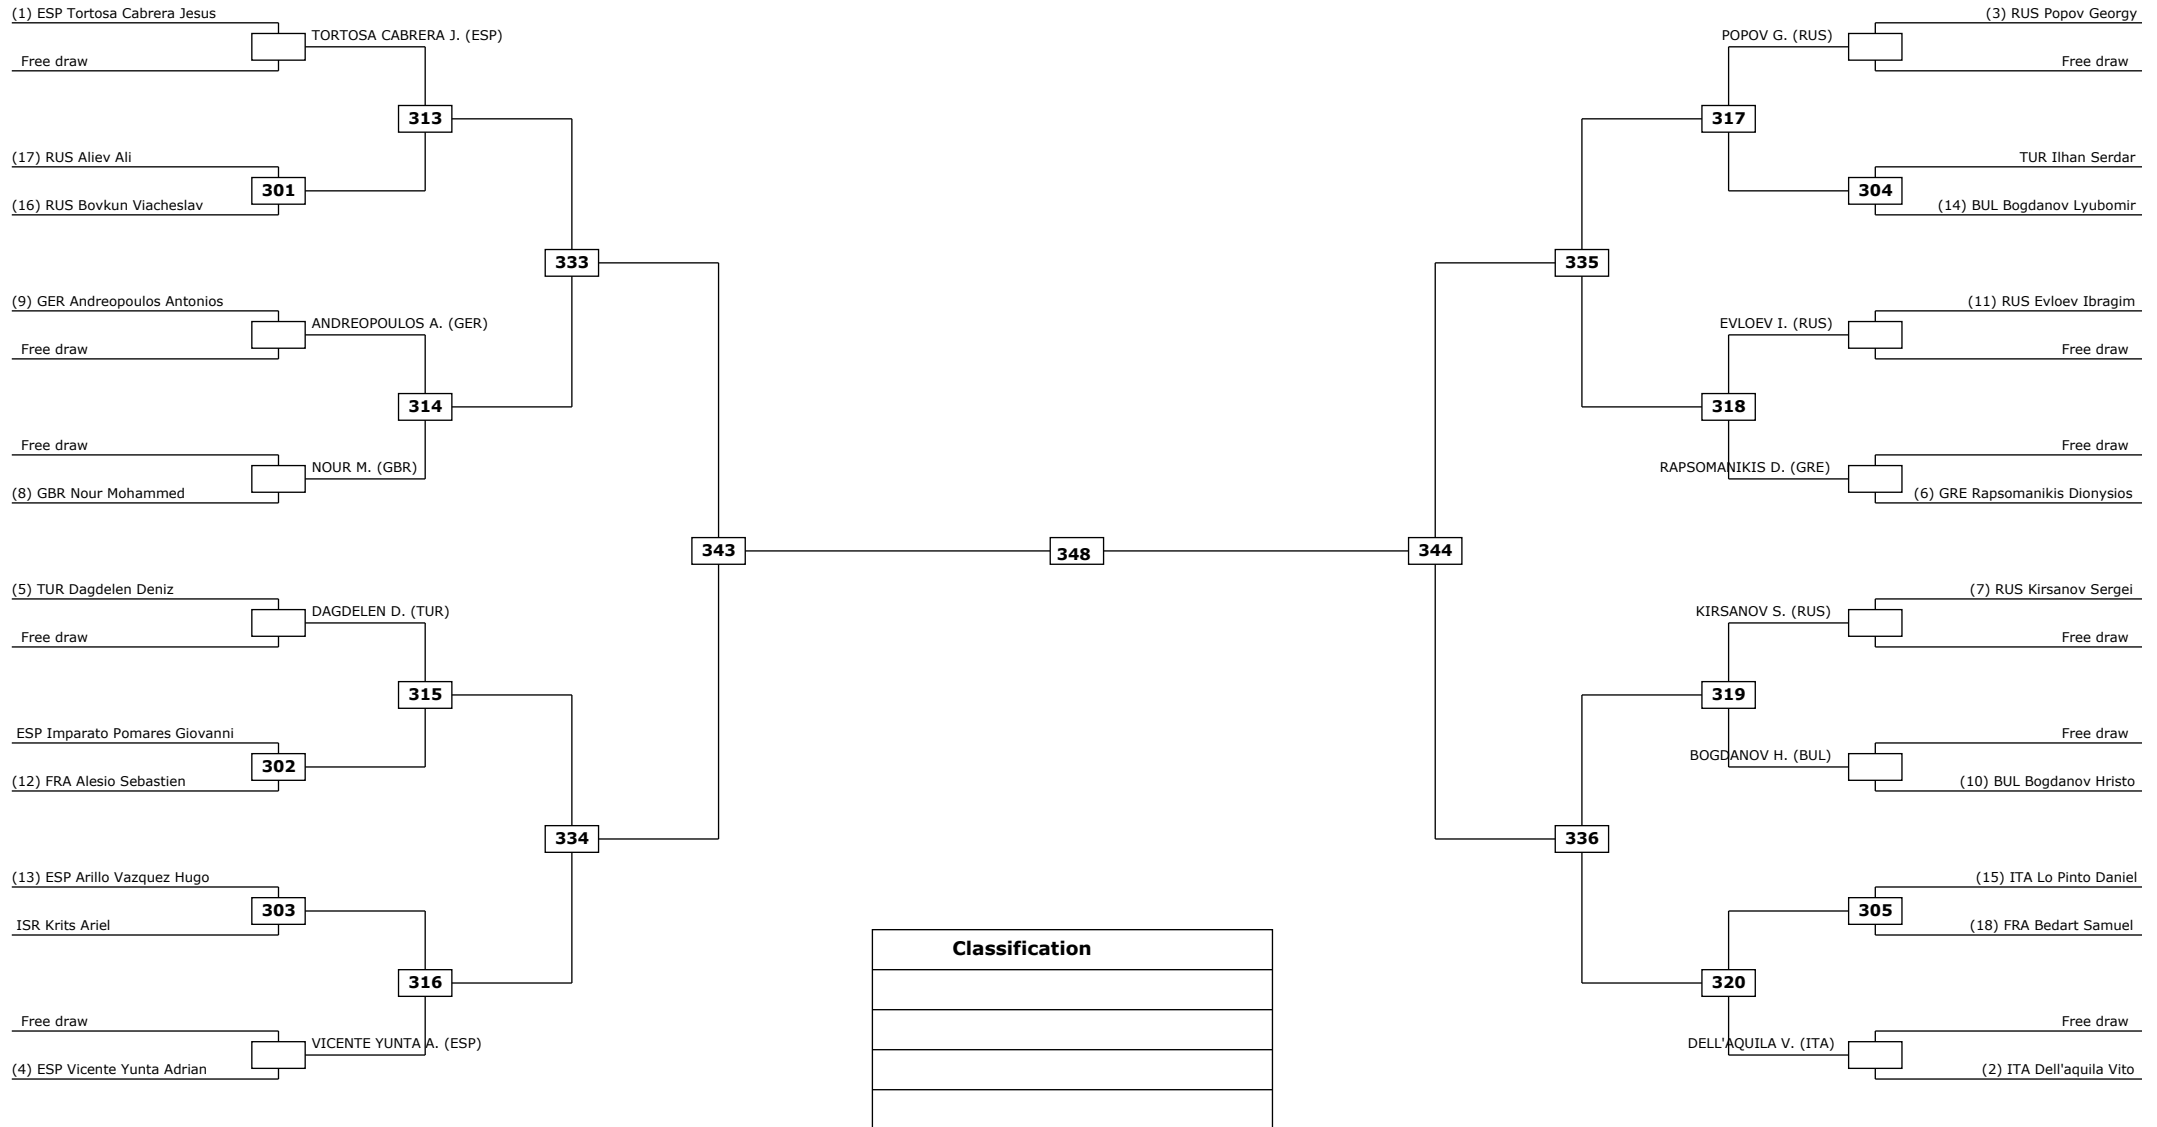 (1) ESP Tortosa Cabrera Jesus
TORTOSA CABRERA J. (ESP)
Free draw
313
(17) RUS Aliev Ali
301
(16) RUS Bovkun Viacheslav
333
(9) GER Andreopoulos Antonios
ANDREOPOULOS A. (GER)
Free draw
314
Free draw
NOUR M. (GBR)
(8) GBR Nour Mohammed
343
(5) TUR Dagdelen Deniz
DAGDELEN D. (TUR)
Free draw
315
ESP Imparato Pomares Giovanni
302
(12) FRA Alesio Sebastien
334
(13) ESP Arillo Vazquez Hugo
303
ISR Krits Ariel
316
Free draw
VICENTE YUNTA A. (ESP)
(4) ESP Vicente Yunta Adrian
348
Classification
(3) RUS Popov Georgy
POPOV G. (RUS)
Free draw
317
TUR Ilhan Serdar
304
(14) BUL Bogdanov Lyubomir
335
(11) RUS Evloev Ibragim
EVLOEV I. (RUS)
Free draw
318
Free draw
RAPSOMANIKIS D. (GRE)
(6) GRE Rapsomanikis Dionysios
344
(7) RUS Kirsanov Sergei
KIRSANOV S. (RUS)
Free draw
319
Free draw
BOGDANOV H. (BUL)
(10) BUL Bogdanov Hristo
336
(15) ITA Lo Pinto Daniel
305
(18) FRA Bedart Samuel
320
Free draw
DELL'AQUILA V. (ITA)
(2) ITA Dell'aquila Vito